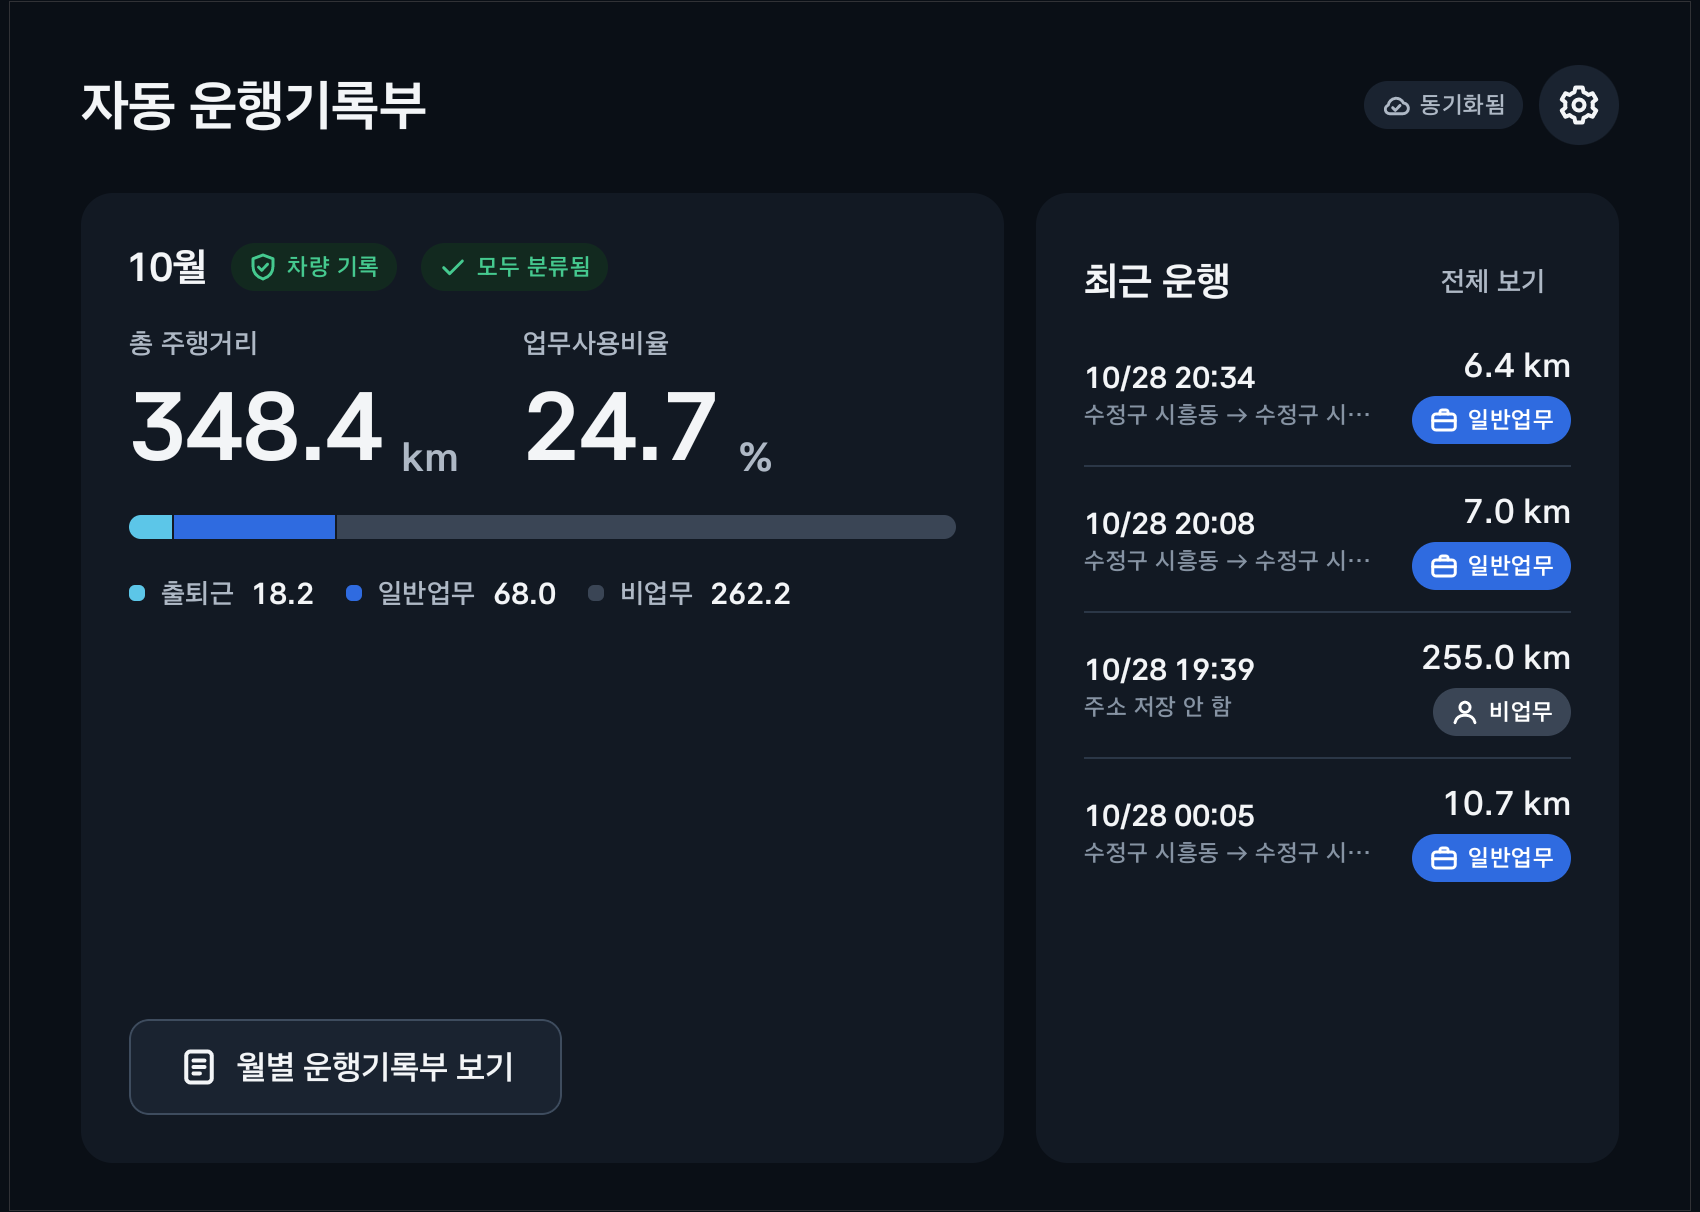 자동 운행기록부
동기화됨
10월
차량 기록
모두 분류됨
총 주행거리
업무사용비율
348.4 km
24.7 %
출퇴근 18.2
일반업무 68.0
비업무 262.2
월별 운행기록부 보기
최근 운행
전체 보기
10/28 20:34
6.4 km
수정구 시흥동 → 수정구 시…
일반업무
10/28 20:08
7.0 km
수정구 시흥동 → 수정구 시…
일반업무
10/28 19:39
255.0 km
주소 저장 안 함
비업무
10/28 00:05
10.7 km
수정구 시흥동 → 수정구 시…
일반업무